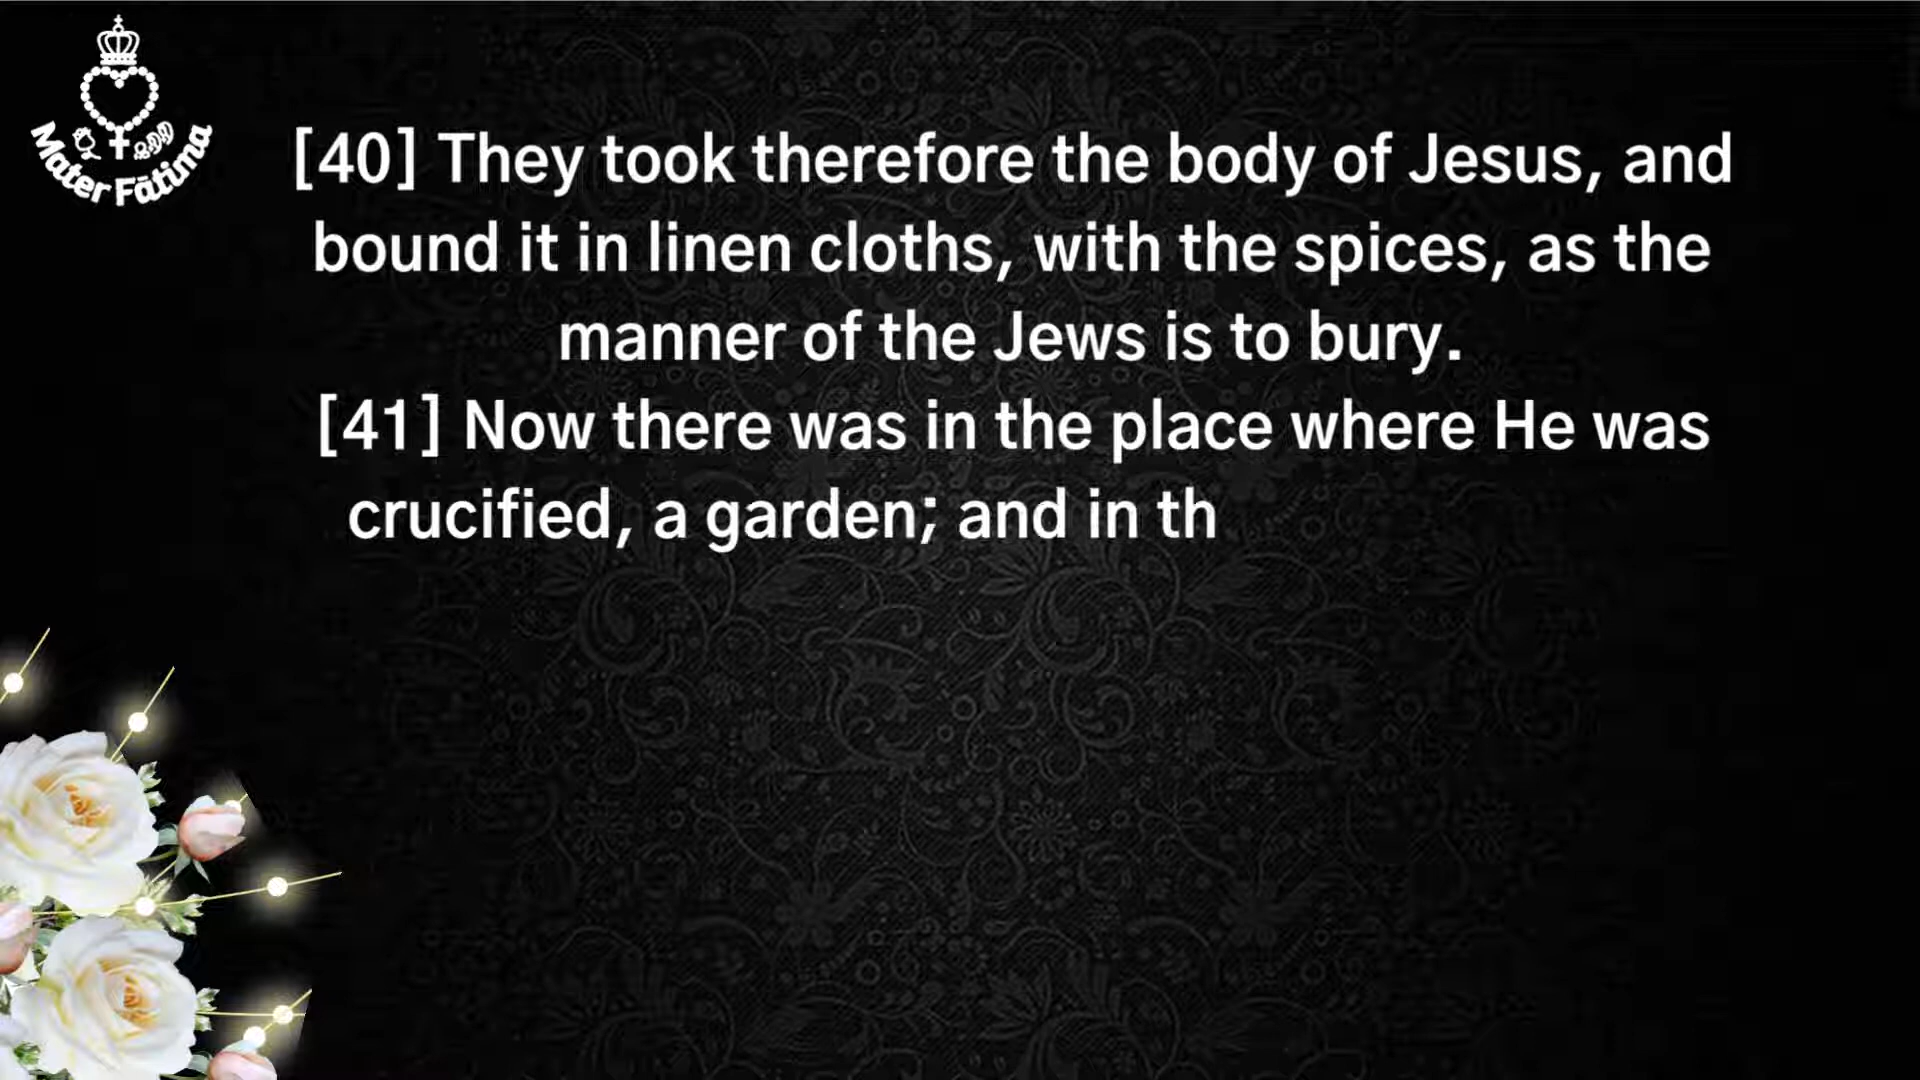 Mater Fātima
[40] They took therefore the body of Jesus, and
bound it in linen cloths, with the spices, as the
manner of the Jews is to bury.
[41] Now there was in the place where He was
crucified, a garden; and in th